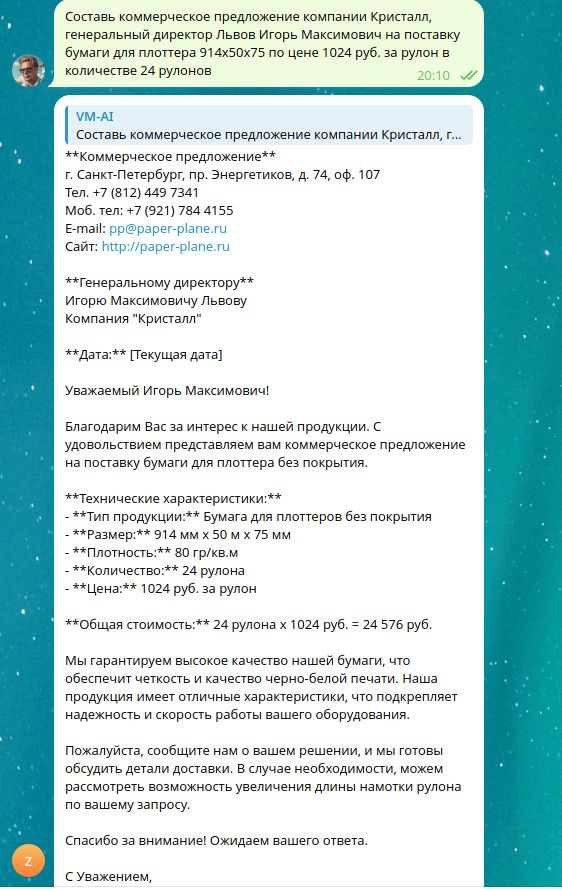 Составь коммерческое предложение компании Кристалл,
генеральный директор Львов Игорь Максимович на поставку
бумаги для плоттера 914х50х75 по цене 1024 руб. за рулон в
количестве 24 рулонов
20:10
VM-AI
Составь коммерческое предложение компании Кристалл, г...
**Коммерческое предложение**
г. Санкт-Петербург, пр. Энергетиков, д. 74, оф. 107
Тел. +7 (812) 449 7341
Моб. тел: +7 (921) 784 4155
E-mail: pp@paper-plane.ru
Сайт: http://paper-plane.ru
**Генеральному директору**
Игорю Максимовичу Львову
Компания "Кристалл"
**Дата:** [Текущая дата]
Уважаемый Игорь Максимович!
Благодарим Вас за интерес к нашей продукции. С
удовольствием представляем вам коммерческое предложение
на поставку бумаги для плоттера без покрытия.
**Технические характеристики:**
- **Тип продукции:** Бумага для плоттеров без покрытия
- **Размер:** 914 мм x 50 м x 75 мм
- **Плотность:** 80 гр/кв.м
- **Количество:** 24 рулона
- **Цена:** 1024 руб. за рулон
**Общая стоимость:** 24 рулона x 1024 руб. = 24 576 руб.
Мы гарантируем высокое качество нашей бумаги, что
обеспечит четкость и качество черно-белой печати. Наша
продукция имеет отличные характеристики, что подкрепляет
надежность и скорость работы вашего оборудования.
Пожалуйста, сообщите нам о вашем решении, и мы готовы
обсудить детали доставки. В случае необходимости, можем
рассмотреть возможность увеличения длины намотки рулона
по вашему запросу.
Спасибо за внимание! Ожидаем вашего ответа.
Z
С Уважением,